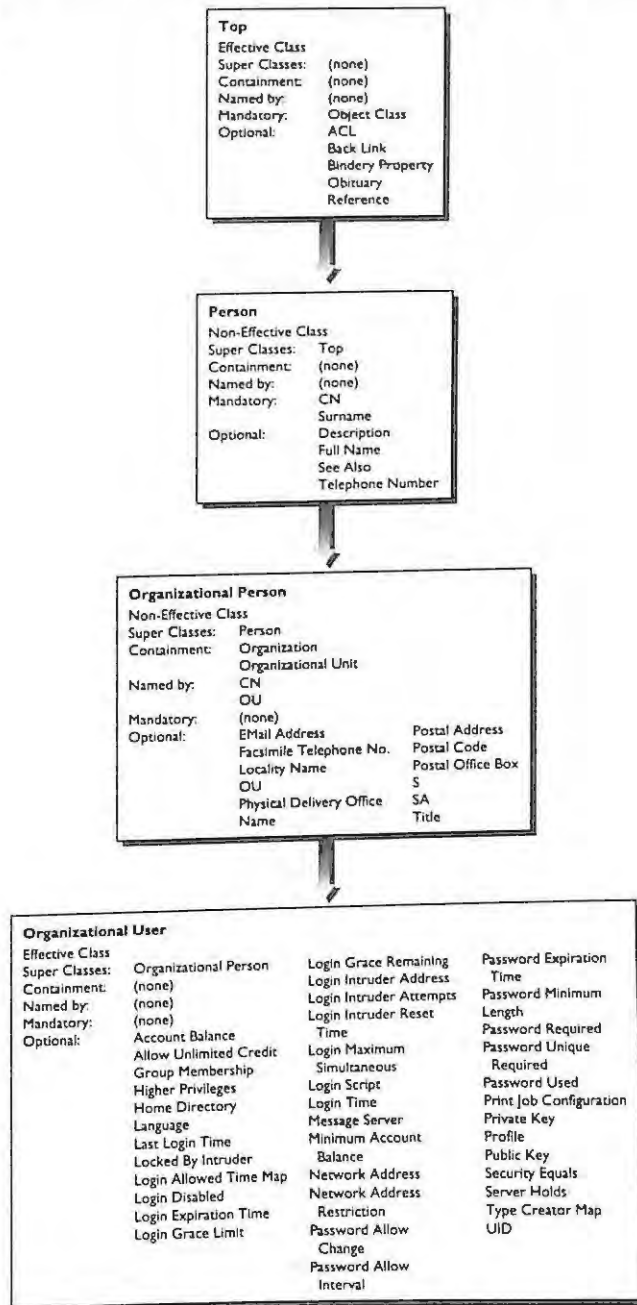 Top
Effective Class
Super Classes: (none)
Containment: (none)
Named by: (none)
Mandatory: Object Class
Optional: ACL
Back Link
Bindery Property
Obituary
Reference
Person
Non-Effective Class
Super Classes: Top
Containment: (none)
Named by: (none)
Mandatory: CN
Surname
Optional: Description
Full Name
See Also
Telephone Number
Organizational Person
Non-Effective Class
Super Classes: Person
Containment: Organization
Organizational Unit
Named by: CN
OU
Mandatory: (none)
Optional: EMail Address
Facsimile Telephone No.
Locality Name
OU
Physical Delivery Office
Name
Postal Address
Postal Code
Postal Office Box
S
SA
Title
Organizational User
Effective Class
Super Classes: Organizational Person
Containment: (none)
Named by: (none)
Mandatory: (none)
Optional: Account Balance
Allow Unlimited Credit
Group Membership
Higher Privileges
Home Directory
Language
Last Login Time
Locked By Intruder
Login Allowed Time Map
Login Disabled
Login Expiration Time
Login Grace Limit
Login Grace Remaining
Login Intruder Address
Login Intruder Attempts
Login Intruder Reset
Time
Login Maximum
Simultaneous
Login Script
Login Time
Message Server
Minimum Account
Balance
Network Address
Network Address
Restriction
Password Allow
Change
Password Allow
Interval
Password Expiration
Time
Password Minimum
Length
Password Required
Password Unique
Required
Password Used
Print Job Configuration
Private Key
Profile
Public Key
Security Equals
Server Holds
Type Creator Map
UID